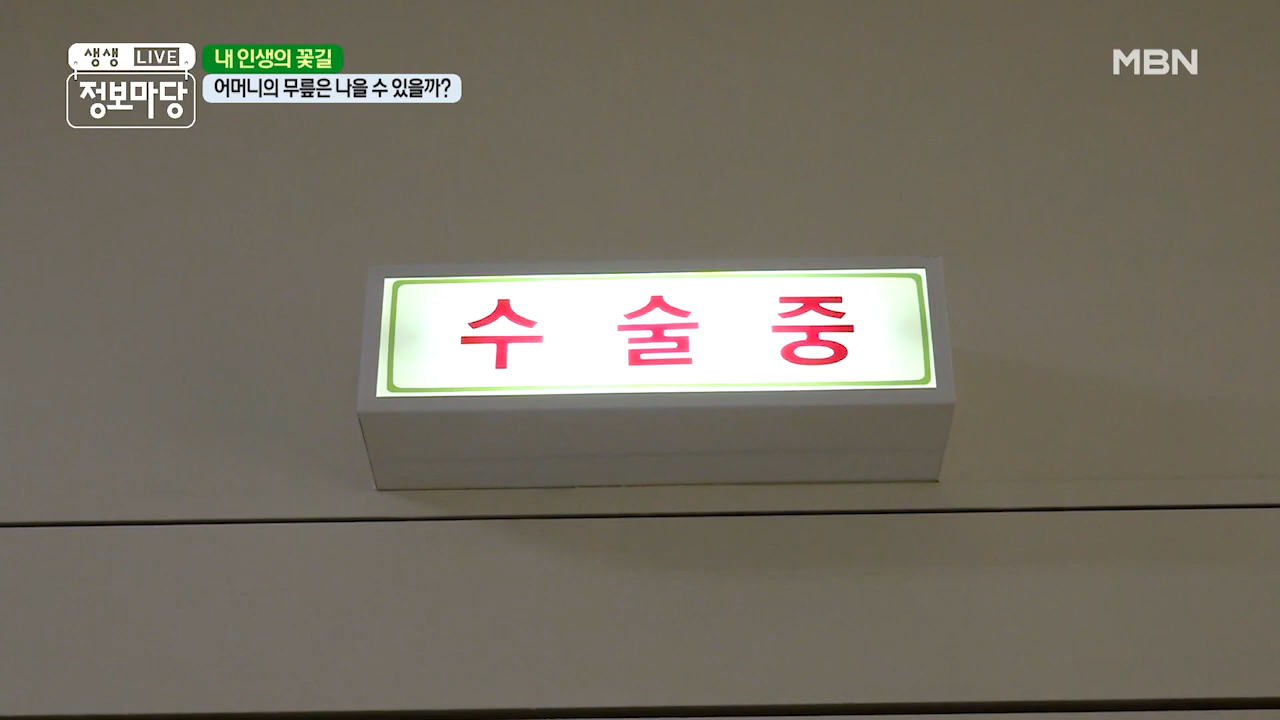 생생 LIVE
정보마당
내 인생의 꽃길
어머니의 무릎은 나을 수 있을까?
MBN
수술중